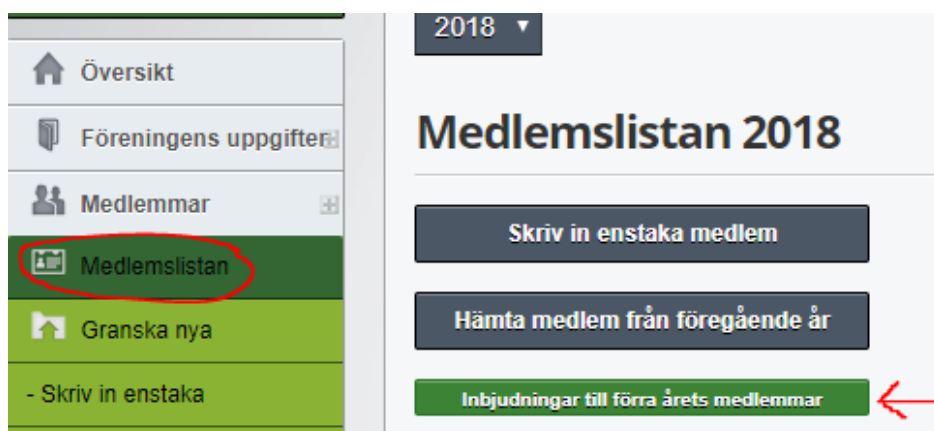 Översikt
Föreningens uppgifter
Medlemmar
Medlemslistan
Granska nya
- Skriv in enstaka
2018
Medlemslistan 2018
Skriv in enstaka medlem
Hämta medlem från föregående år
Inbjudningar till förra årets medlemmar